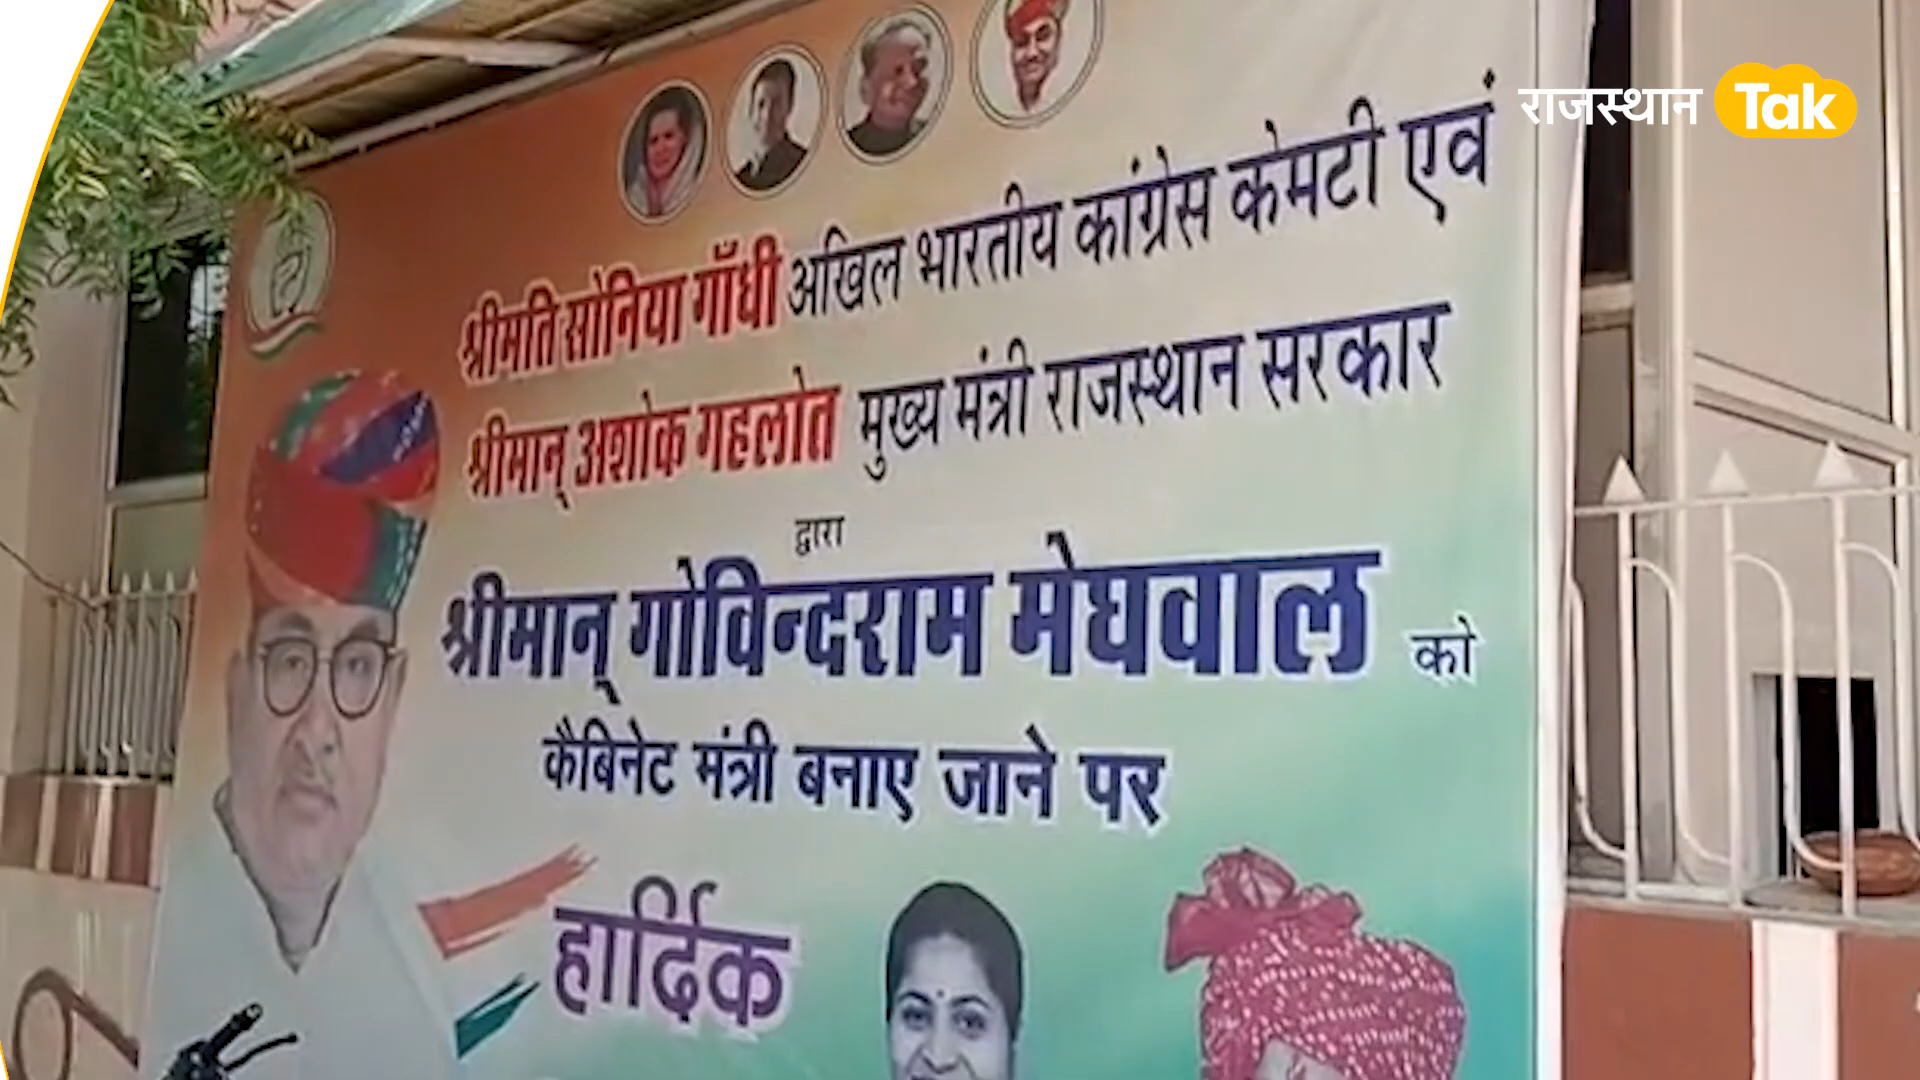 राजस्थान Tak
श्रीमति सोनिया गाँधी अखिल भारतीय कांग्रेस कमेटी एवं
श्रीमान् अशोक गहलोत मुख्य मंत्री राजस्थान सरकार
द्वारा
श्रीमान् गोविन्दराम मेघवाल को
कैबिनेट मंत्री बनाए जाने पर
हार्दिक